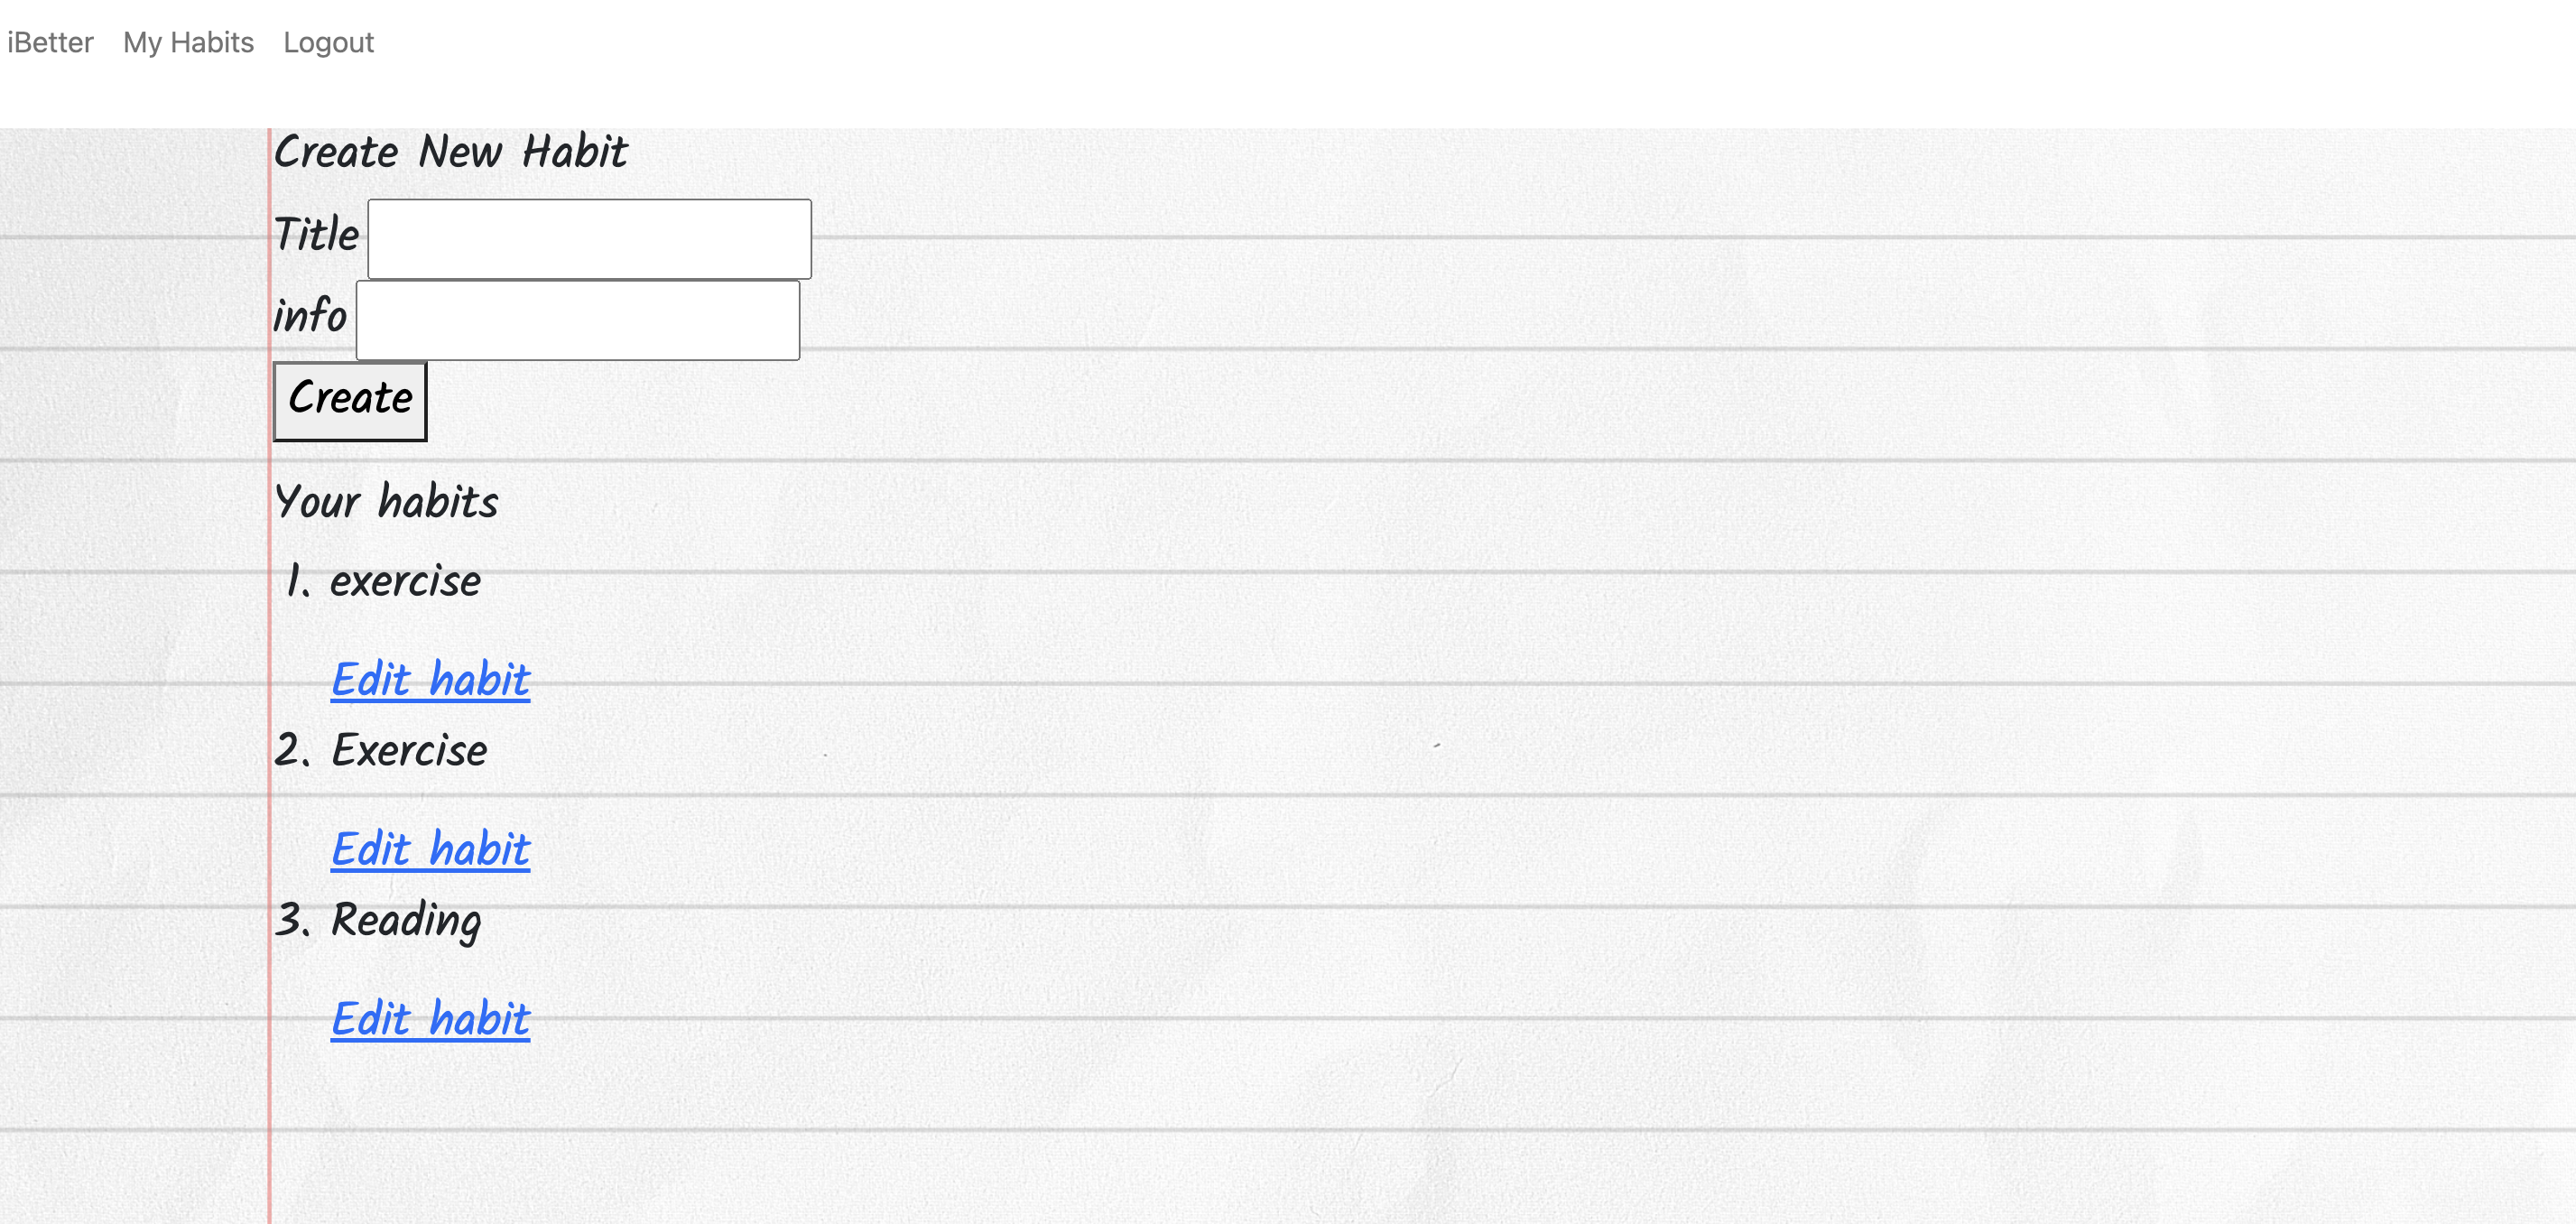 iBetter My Habits Logout
Create New Habit
Title
info
Create
Your habits
1. exercise
Edit habit
2. Exercise
Edit habit
3. Reading
Edit habit